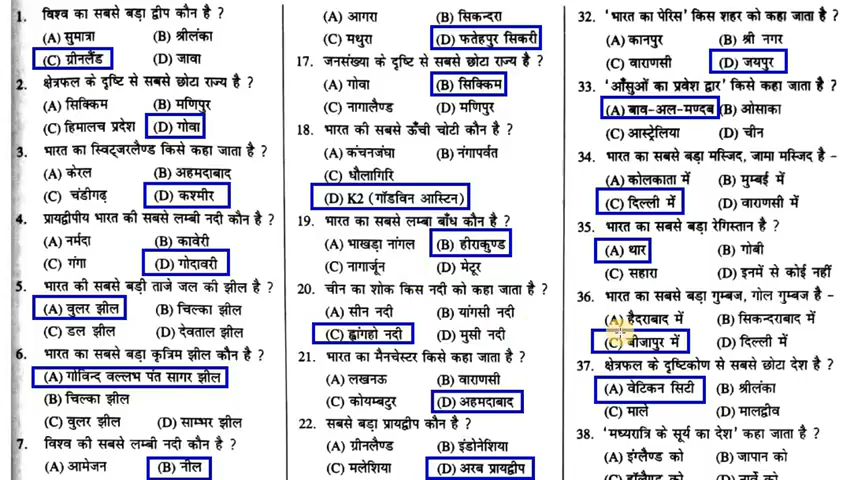 1. विश्व का सबसे बड़ा द्वीप कौन है ?
(A) सुमात्रा (B) श्रीलंका
(C) ग्रीनलैंड (D) जावा
2. क्षेत्रफल के दृष्टि से सबसे छोटा राज्य है ?
(A) सिक्किम (B) मणिपुर
(C) हिमालच प्रदेश (D) गोवा
3. भारत का स्विट्जरलैण्ड किसे कहा जाता है ?
(A) केरल (B) अहमदाबाद
(C) चंडीगढ़ (D) कश्मीर
4. प्रायद्वीपीय भारत की सबसे लम्बी नदी कौन है ?
(A) नर्मदा (B) कावेरी
(C) गंगा (D) गोदावरी
5. भारत की सबसे बड़ी ताजे जल की झील है ?
(A) वुलर झील (B) चिल्का झील
(C) डल झील (D) देवताल झील
6. भारत का सबसे बड़ा कृत्रिम झील कौन है ?
(A) गोविन्द वल्लभ पंत सागर झील
(B) चिल्का झील
(C) वुलर झील (D) साम्भर झील
7. विश्व की सबसे लम्बी नदी कौन है ?
(A) आमेजन (B) नील
(A) आगरा (B) सिकन्दरा
(C) मथुरा (D) फतेहपुर सिकरी
17. जनसंख्या के दृष्टि से सबसे छोटा राज्य है ?
(A) गोवा (B) सिक्किम
(C) नागालैण्ड (D) मणिपुर
18. भारत की सबसे ऊँची चोटी कौन है ?
(A) कंचनजंघा (B) नंगापर्वत
(C) धौलागिरि
(D) K2 (गॉडविन आस्टिन)
19. भारत का सबसे लम्बा बाँध कौन है ?
(A) भाखड़ा नांगल (B) हीराकुण्ड
(C) नागार्जून (D) मेटूर
20. चीन का शोक किस नदी को कहा जाता है ?
(A) सीन नदी (B) यांगसी नदी
(C) ह्वांगहो नदी (D) मुसी नदी
21. भारत का मैनचेस्टर किसे कहा जाता है ?
(A) लखनऊ (B) वाराणसी
(C) कोयम्बटुर (D) अहमदाबाद
22. सबसे बड़ा प्रायद्वीप कौन है ?
(A) ग्रीनलैण्ड (B) इंडोनेशिया
(C) मलेशिया (D) अरब प्रायद्वीप
32. 'भारत का पेरिस' किस शहर को कहा जाता है ?
(A) कानपुर (B) श्री नगर
(C) वाराणसी (D) जयपुर
33. 'आँसुओं का प्रवेश द्वार' किसे कहा जाता है ?
(A) बाव-अल-मण्दब (B) ओसाका
(C) आस्ट्रेलिया (D) चीन
34. भारत का सबसे बड़ा मस्जिद, जामा मस्जिद है -
(A) कोलकाता में (B) मुम्बई में
(C) दिल्ली में (D) वाराणसी में
35. भारत का सबसे बड़ा रेगिस्तान है ?
(A) थार (B) गोबी
(C) सहारा (D) इनमें से कोई नहीं
36. भारत का सबसे बड़ा गुम्बज, गोल गुम्बज है -
(A) हैदराबाद में (B) सिकन्दराबाद में
(C) बीजापुर में (D) दिल्ली में
37. क्षेत्रफल के दृष्टिकोण से सबसे छोटा देश है ?
(A) वेटिकन सिटी (B) श्रीलंका
(C) माले (D) मालद्वीव
38. 'मध्यरात्रि के सूर्य का देश' कहा जाता है ?
(A) इंग्लैण्ड को (B) जापान को
(C) हॉलैण्ड को (D) नार्वे को